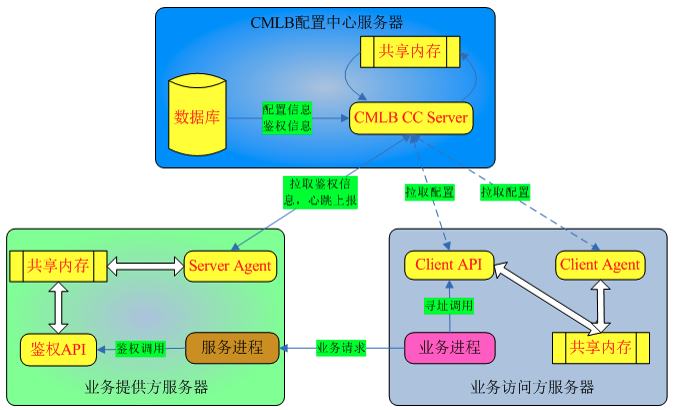 CMLB配置中心服务器
共享内存
数据库
配置信息
鉴权信息
CMLB CC Server
拉取鉴权信
息，心跳上报
拉取配置
拉取配置
共享内存
Server Agent
Client API
Client Agent
寻址调用
鉴权API
鉴权调用
服务进程
业务请求
业务进程
共享内存
业务提供方服务器
业务访问方服务器